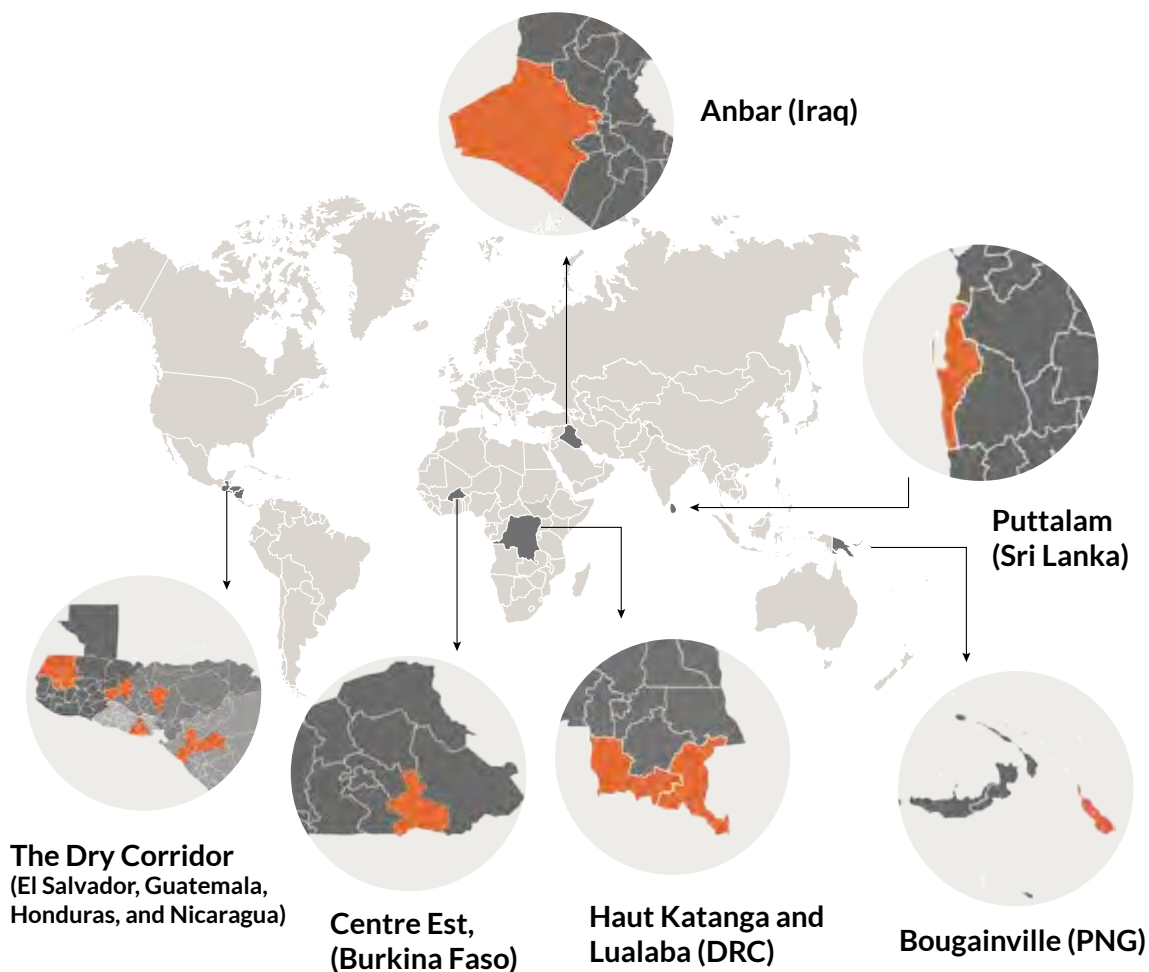 Anbar (Iraq)
Puttalam
(Sri Lanka)
The Dry Corridor
(El Salvador, Guatemala,
Honduras, and Nicaragua)
Centre Est,
(Burkina Faso)
Haut Katanga and
Lualaba (DRC)
Bougainville (PNG)